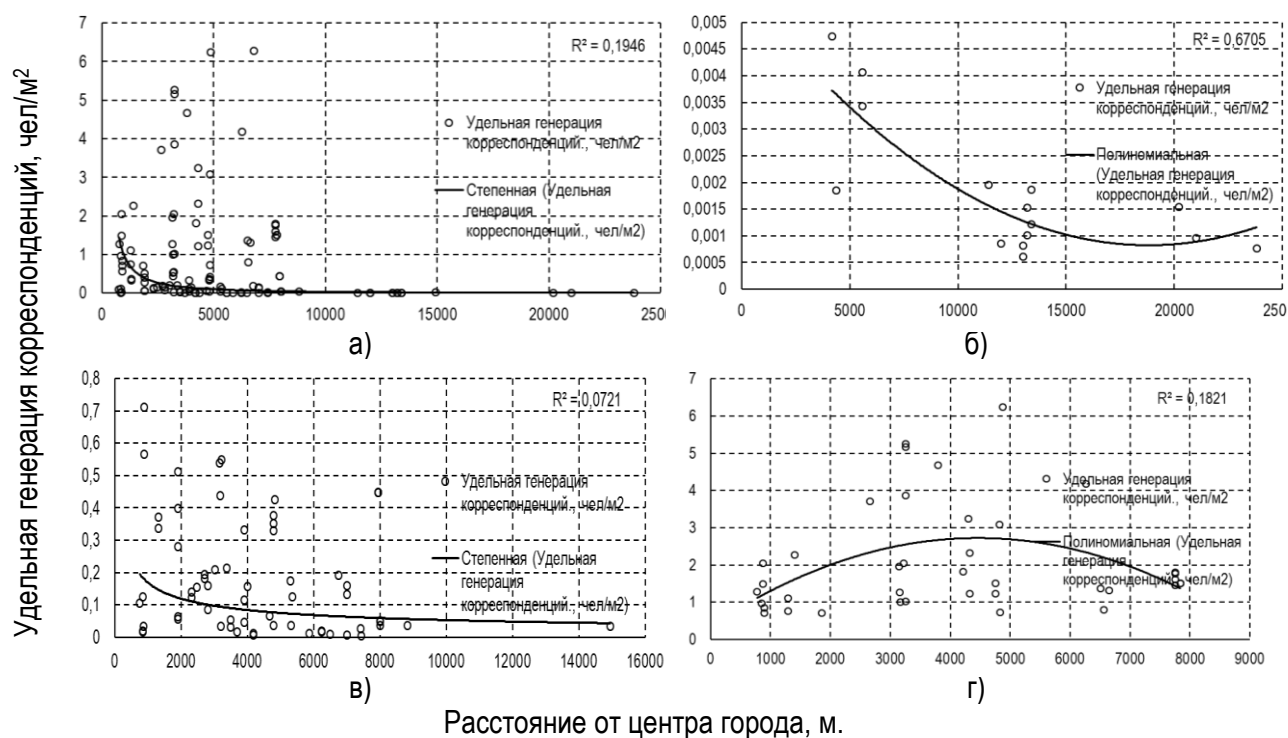 Удельная генерация корреспонденций, чел/м2
7
6
5
4
3
2
1
0
R² = 0,1946
Удельная генерация
корреспонденций., чел/м2
Степенная (Удельная
генерация
корреспонденций., чел/м2)
0
5000
10000
15000
20000
2500
а)
0,005
0,0045
0,004
0,0035
0,003
0,0025
0,002
0,0015
0,001
0,0005
0
R² = 0,6705
Удельная генерация
корреспонденций., чел/м2
Полиномиальная
(Удельная генерация
корреспонденций., чел/м2)
0
5000
10000
15000
20000
2500
б)
0,8
0,7
0,6
0,5
0,4
0,3
0,2
0,1
0
R² = 0,0721
Удельная генерация
корреспонденций., чел/м2
Степенная (Удельная
генерация
корреспонденций., чел/м2)
0
2000
4000
6000
8000
10000
12000
14000
16000
в)
7
6
5
4
3
2
1
0
R² = 0,1821
Удельная генерация
корреспонденций., чел/м2
Полиномиальная (Удельная
генерация
корреспонденций., чел/м2)
0
1000
2000
3000
4000
5000
6000
7000
8000
9000
г)
Расстояние от центра города, м.